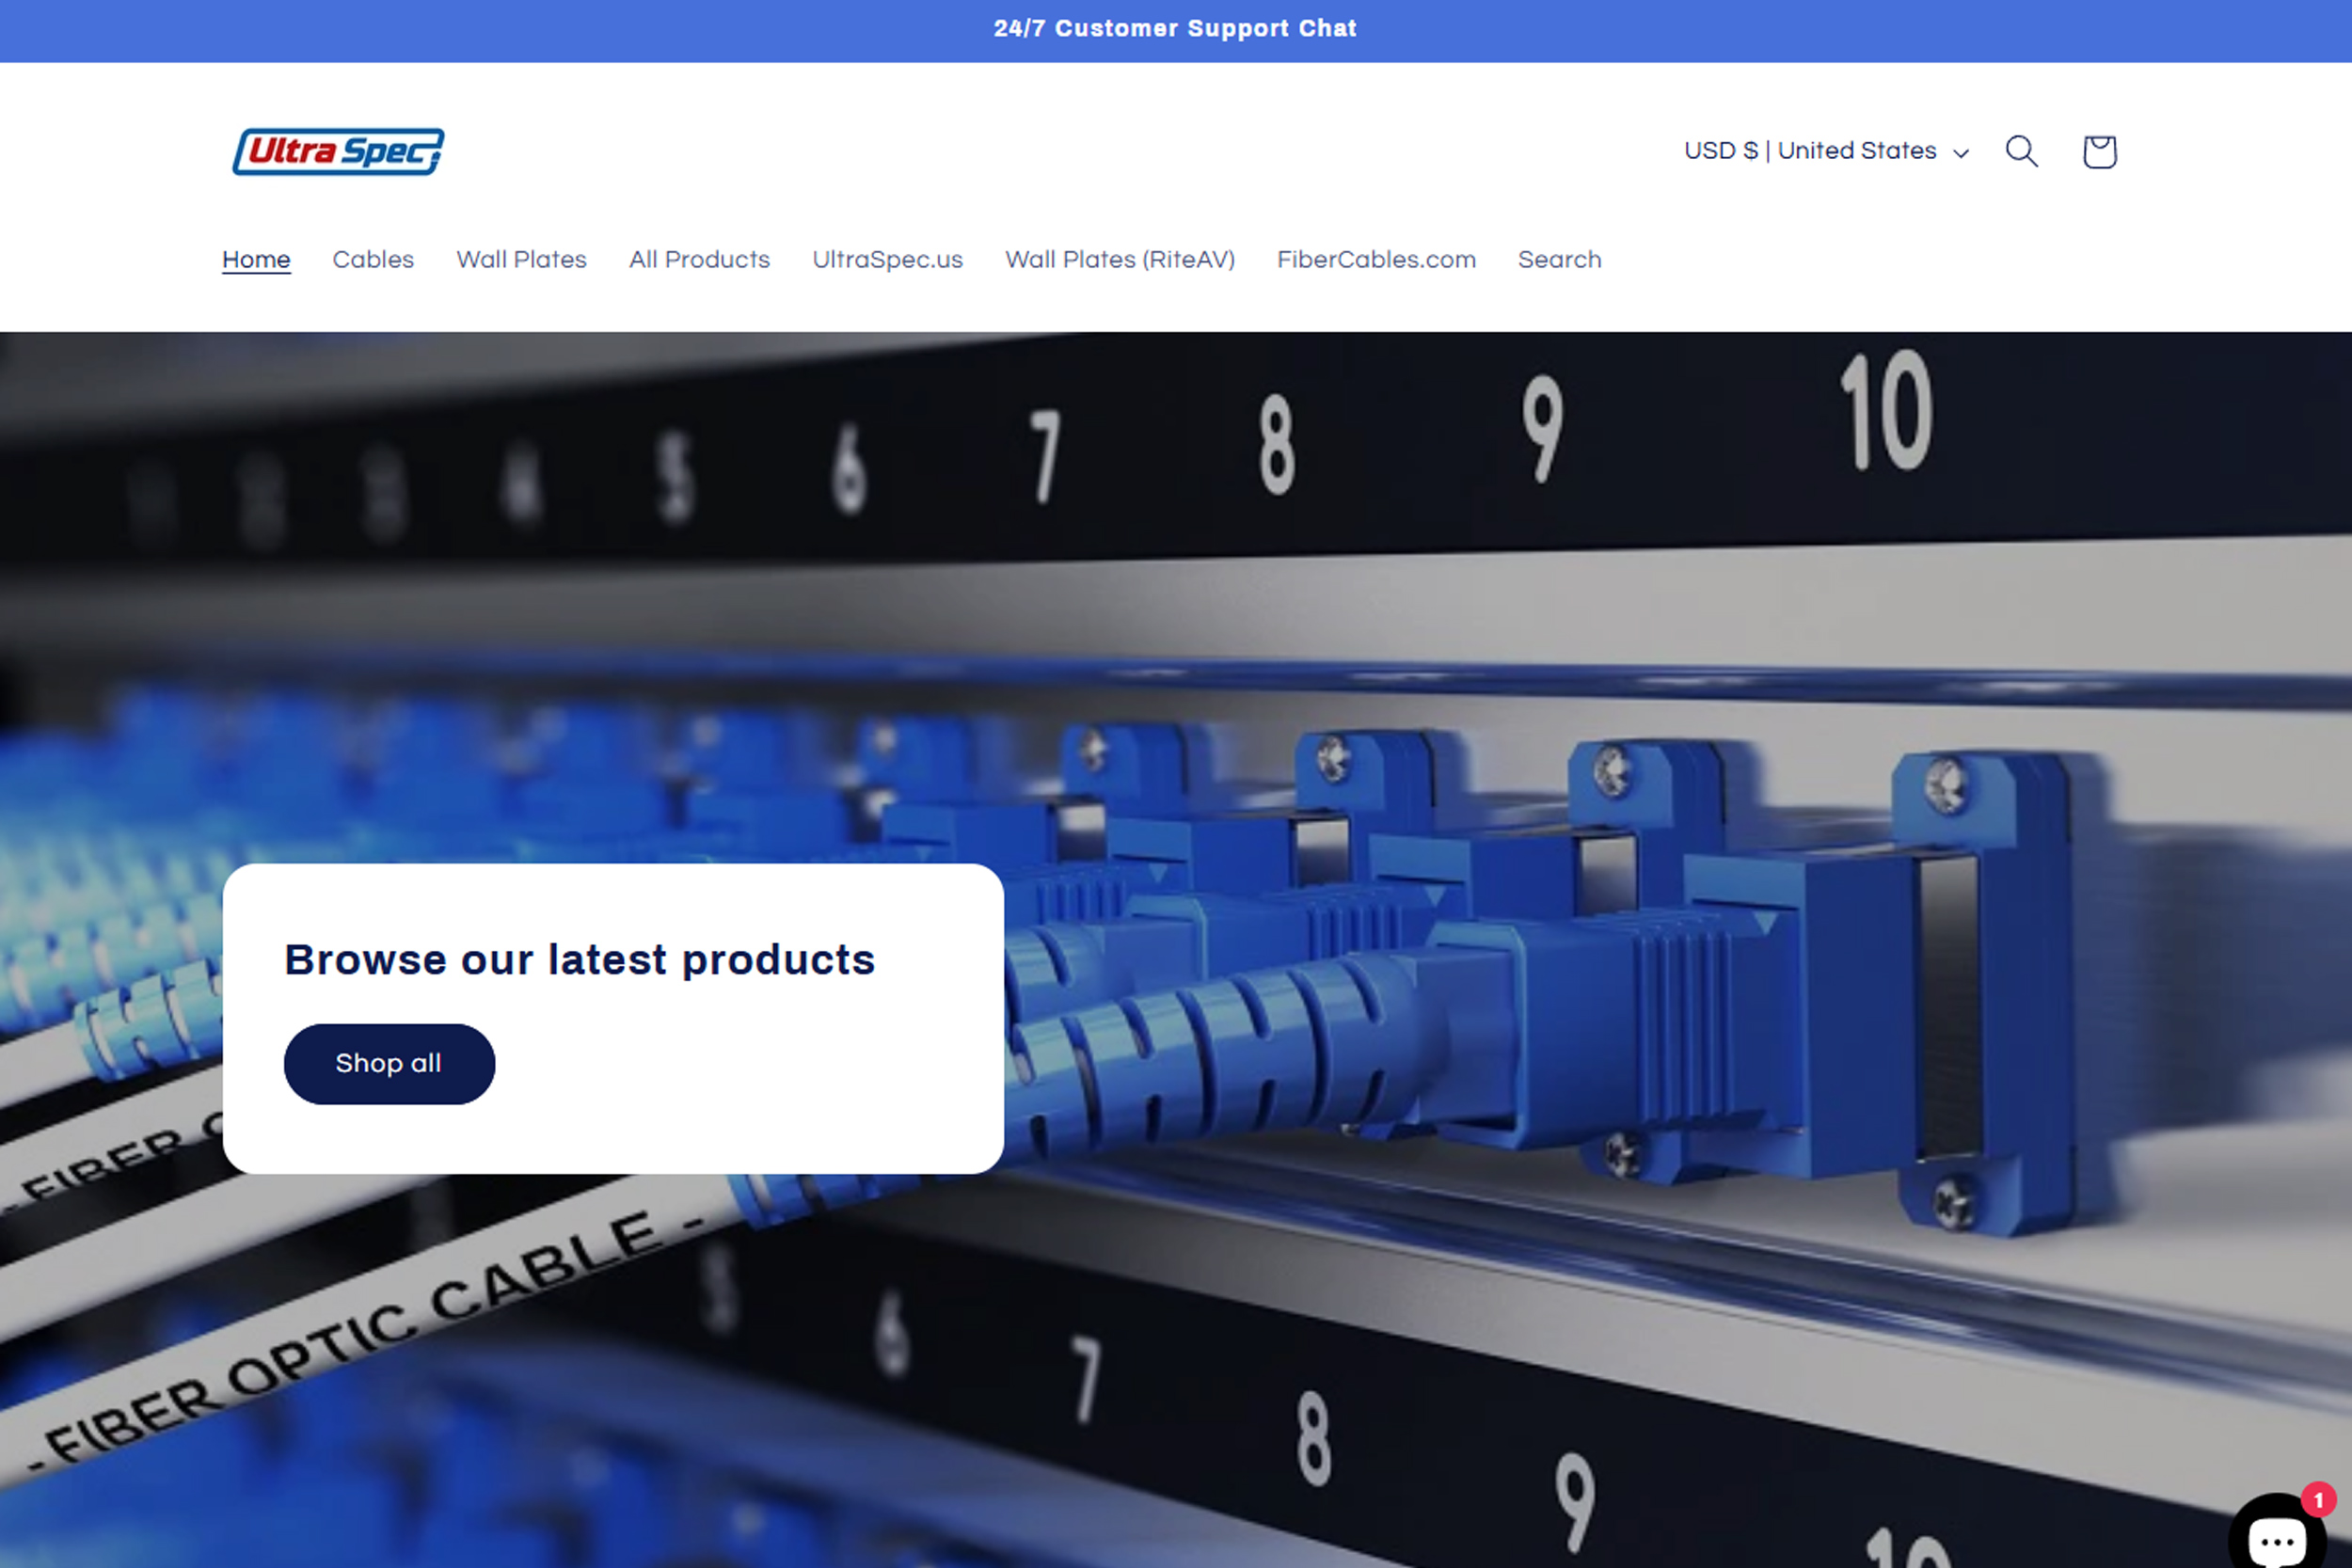 24/7 Customer Support Chat
Ultra Spec
USD $ | United States
Home Cables Wall Plates All Products UltraSpec.us Wall Plates (RiteAV) FiberCables.com Search
4 5 6 7 8 9 10
Browse our latest products
Shop all
- FIBER
- FIBER OPTIC CABLE -
5 6 7 8 9 10
1